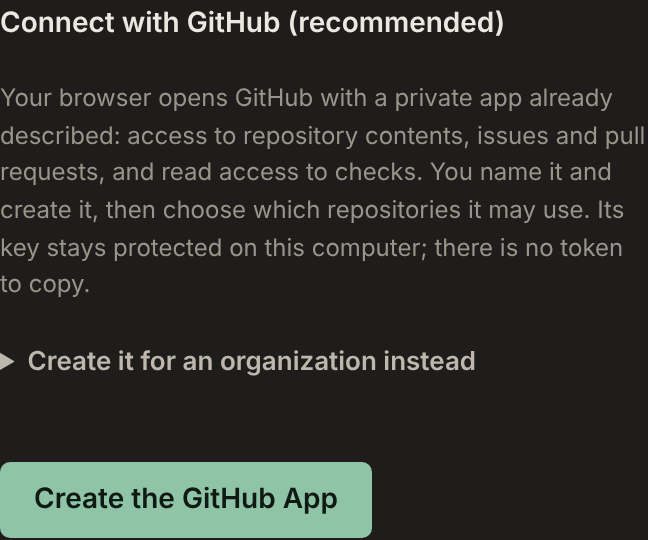 Connect with GitHub (recommended)
Your browser opens GitHub with a private app already
described: access to repository contents, issues and pull
requests, and read access to checks. You name it and
create it, then choose which repositories it may use. Its
key stays protected on this computer; there is no token
to copy.
Create it for an organization instead
Create the GitHub App